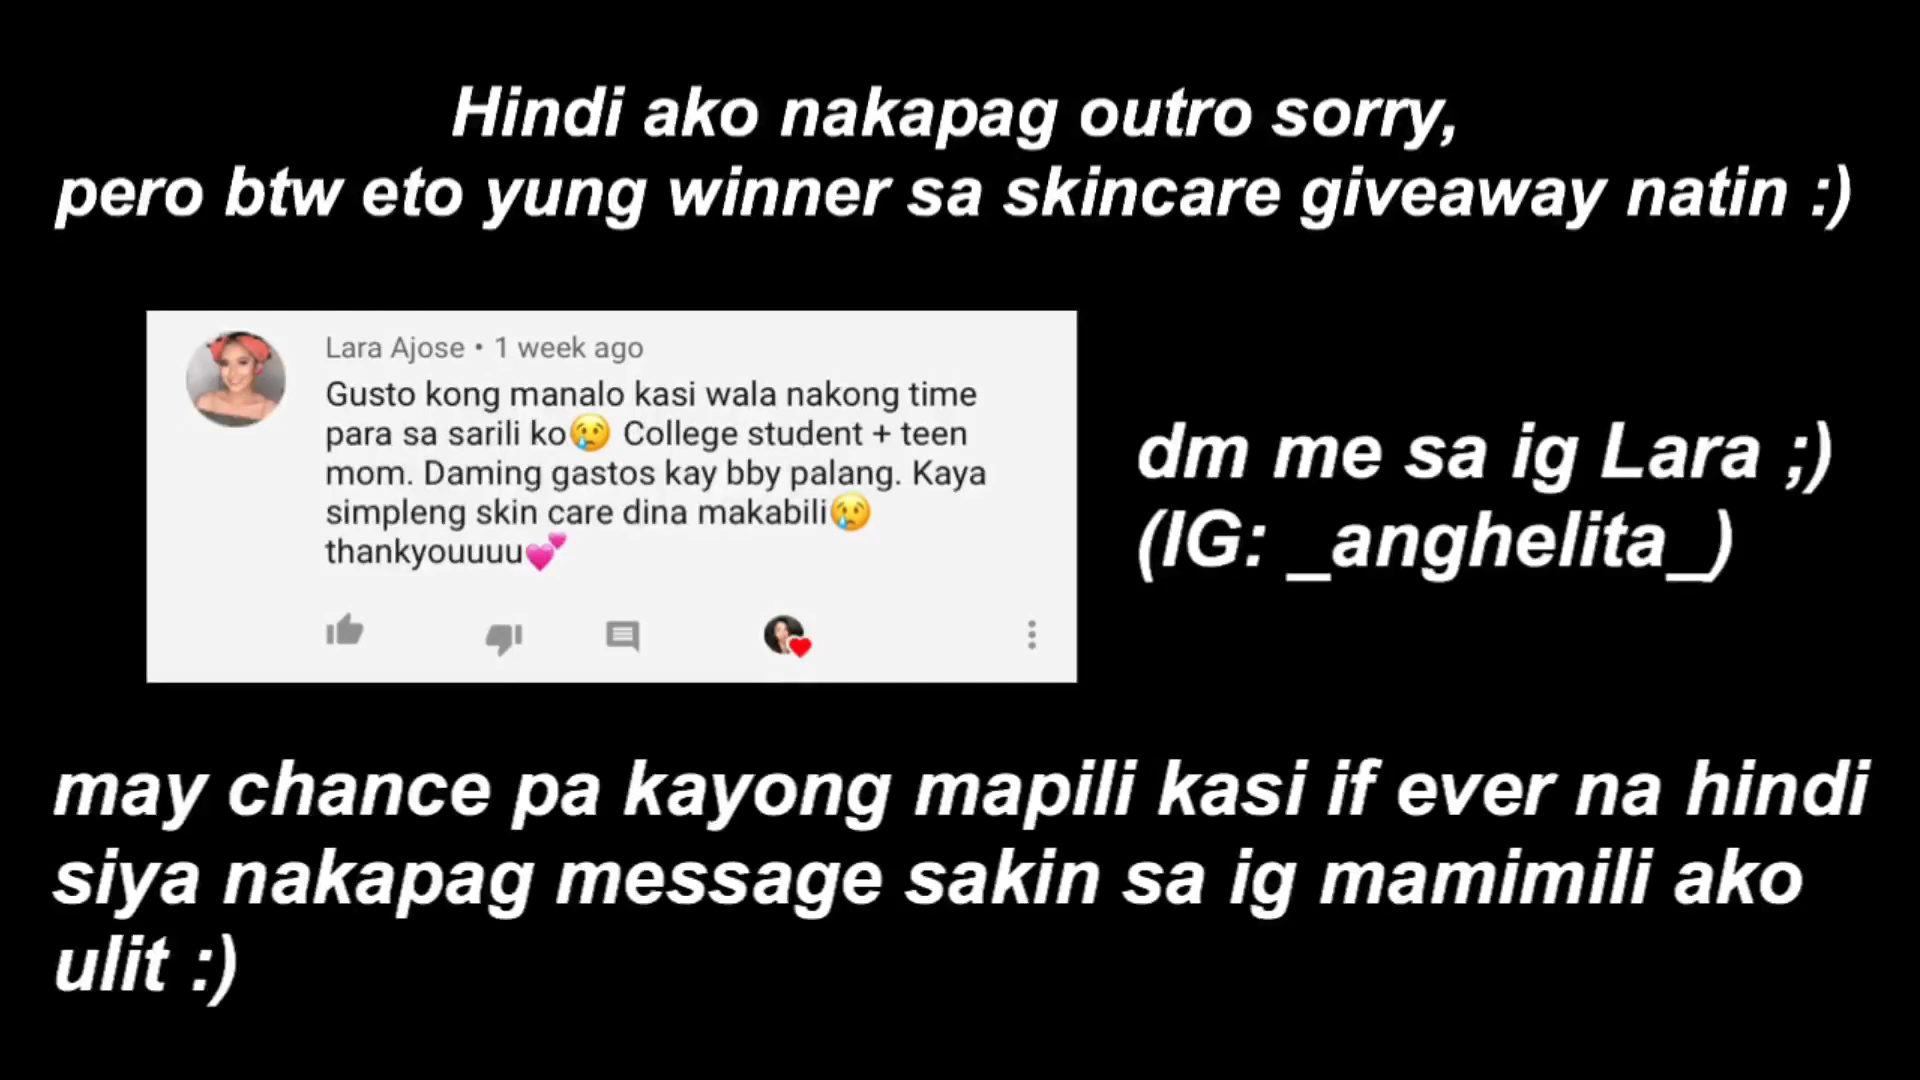 Hindi ako nakapag outro sorry,
pero btw eto yung winner sa skincare giveaway natin :)
Lara Ajose • 1 week ago
Gusto kong manalo kasi wala nakong time
para sa sarili ko😢 College student + teen
mom. Daming gastos kay bby palang. Kaya
simpleng skin care dina makabili😢
thankyouuuu💕
dm me sa ig Lara ;)
(IG: _anghelita_)
may chance pa kayong mapili kasi if ever na hindi
siya nakapag message sakin sa ig mamimili ako
ulit :)